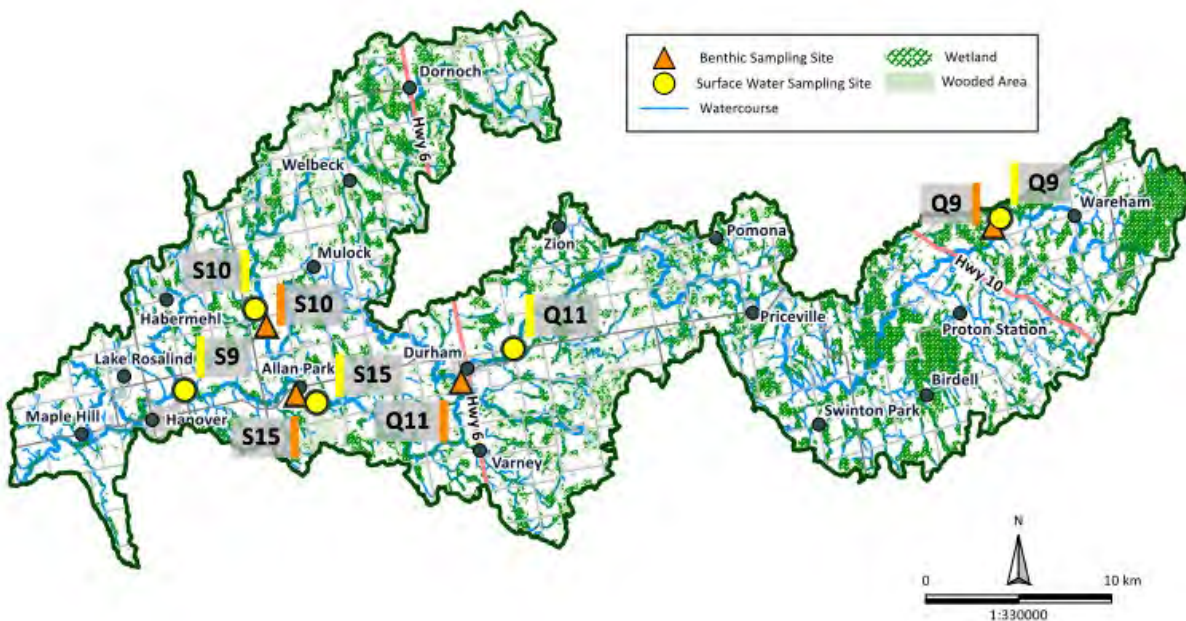 Benthic Sampling Site
Wetland
Surface Water Sampling Site
Wooded Area
Watercourse
Dornoch
Hwy 6
Welbeck
Q9
Q9
Wareham
Zion
Pomona
Mulock
S10
S10
Hwy 10
Habermehl
Q11
Priceville
Proton Station
Lake Rosalind
S9
Allan Park
S15
Durham
Birdell
Maple Hill
Hanover
S15
Q11
Hwy 6
Swinton Park
Varney
N
0
10 km
1:330000